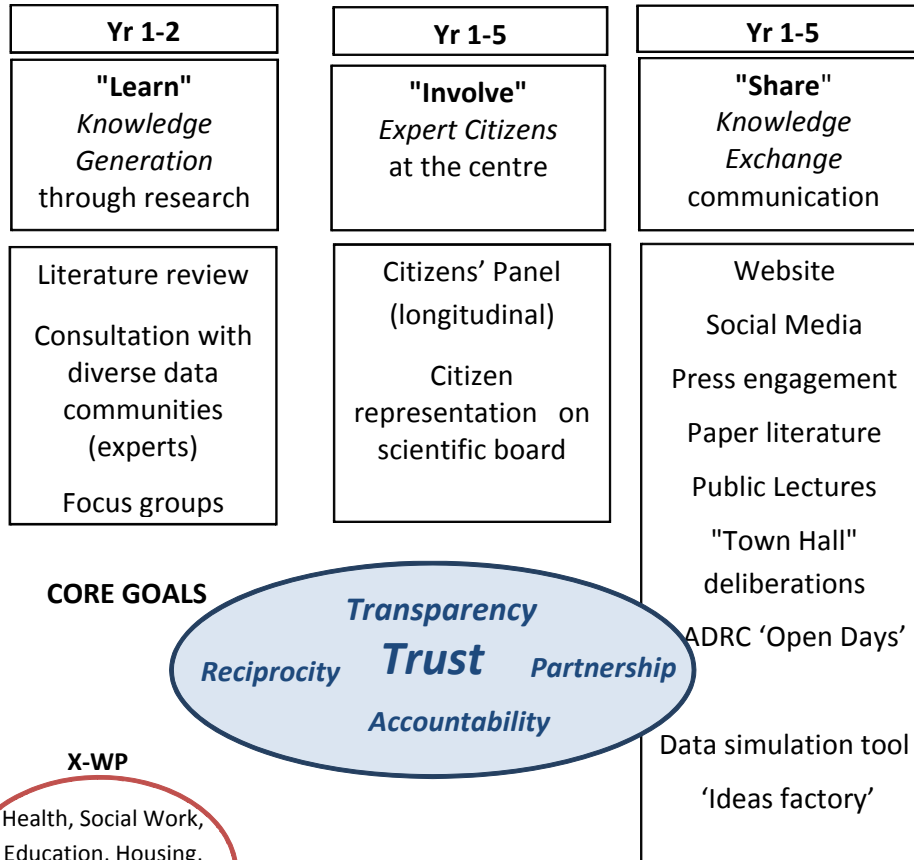 Yr 1-2
"Learn"
Knowledge
Generation
through research
Literature review
Consultation with
diverse data
communities
(experts)
Focus groups
Yr 1-5
"Involve"
Expert Citizens
at the centre
Citizens’ Panel
(longitudinal)
Citizen
representation on
scientific board
Yr 1-5
"Share"
Knowledge
Exchange
communication
Website
Social Media
Press engagement
Paper literature
Public Lectures
"Town Hall"
deliberations
ADRC ‘Open Days’
Data simulation tool
‘Ideas factory’
CORE GOALS
Transparency
Reciprocity Trust Partnership
Accountability
X-WP
Health, Social Work,
Education, Housing,